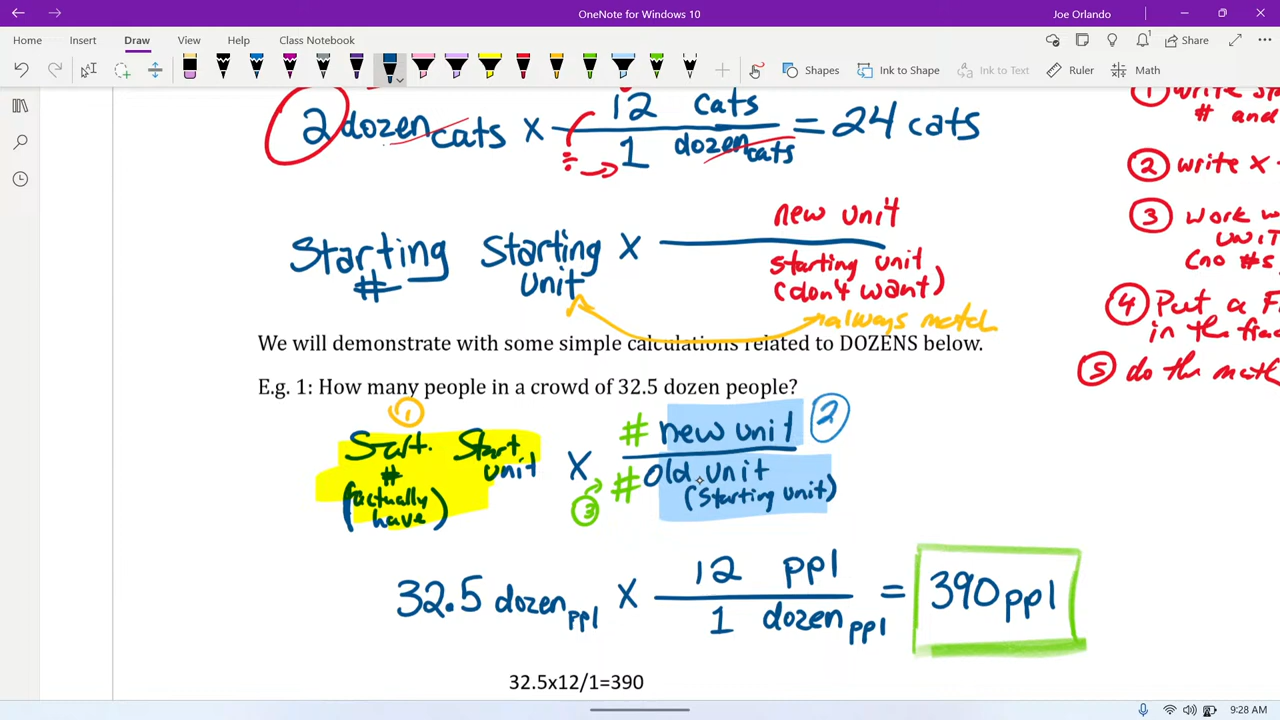 OneNote for Windows 10
Joe Orlando
Home Insert Draw View Help Class Notebook
Share
Shapes Ink to Shape Ink to Text Ruler Math
2 dozen cats x 12 cats = 24 cats
÷ 1 dozen cats
① write
# and
② write x
③ work
unit
(no #s
④ Put a
in the
⑤ do the math
Starting # Starting Unit x new unit
starting unit
(don't want)
always match
We will demonstrate with some simple calculations related to DOZENS below.
E.g. 1: How many people in a crowd of 32.5 dozen people?
①
Start. # Start unit x # new unit ②
(actually have)
③ # Old unit
(starting unit)
32.5 dozen ppl x 12 ppl = 390 ppl
1 dozen ppl
32.5x12/1=390
9:28 AM